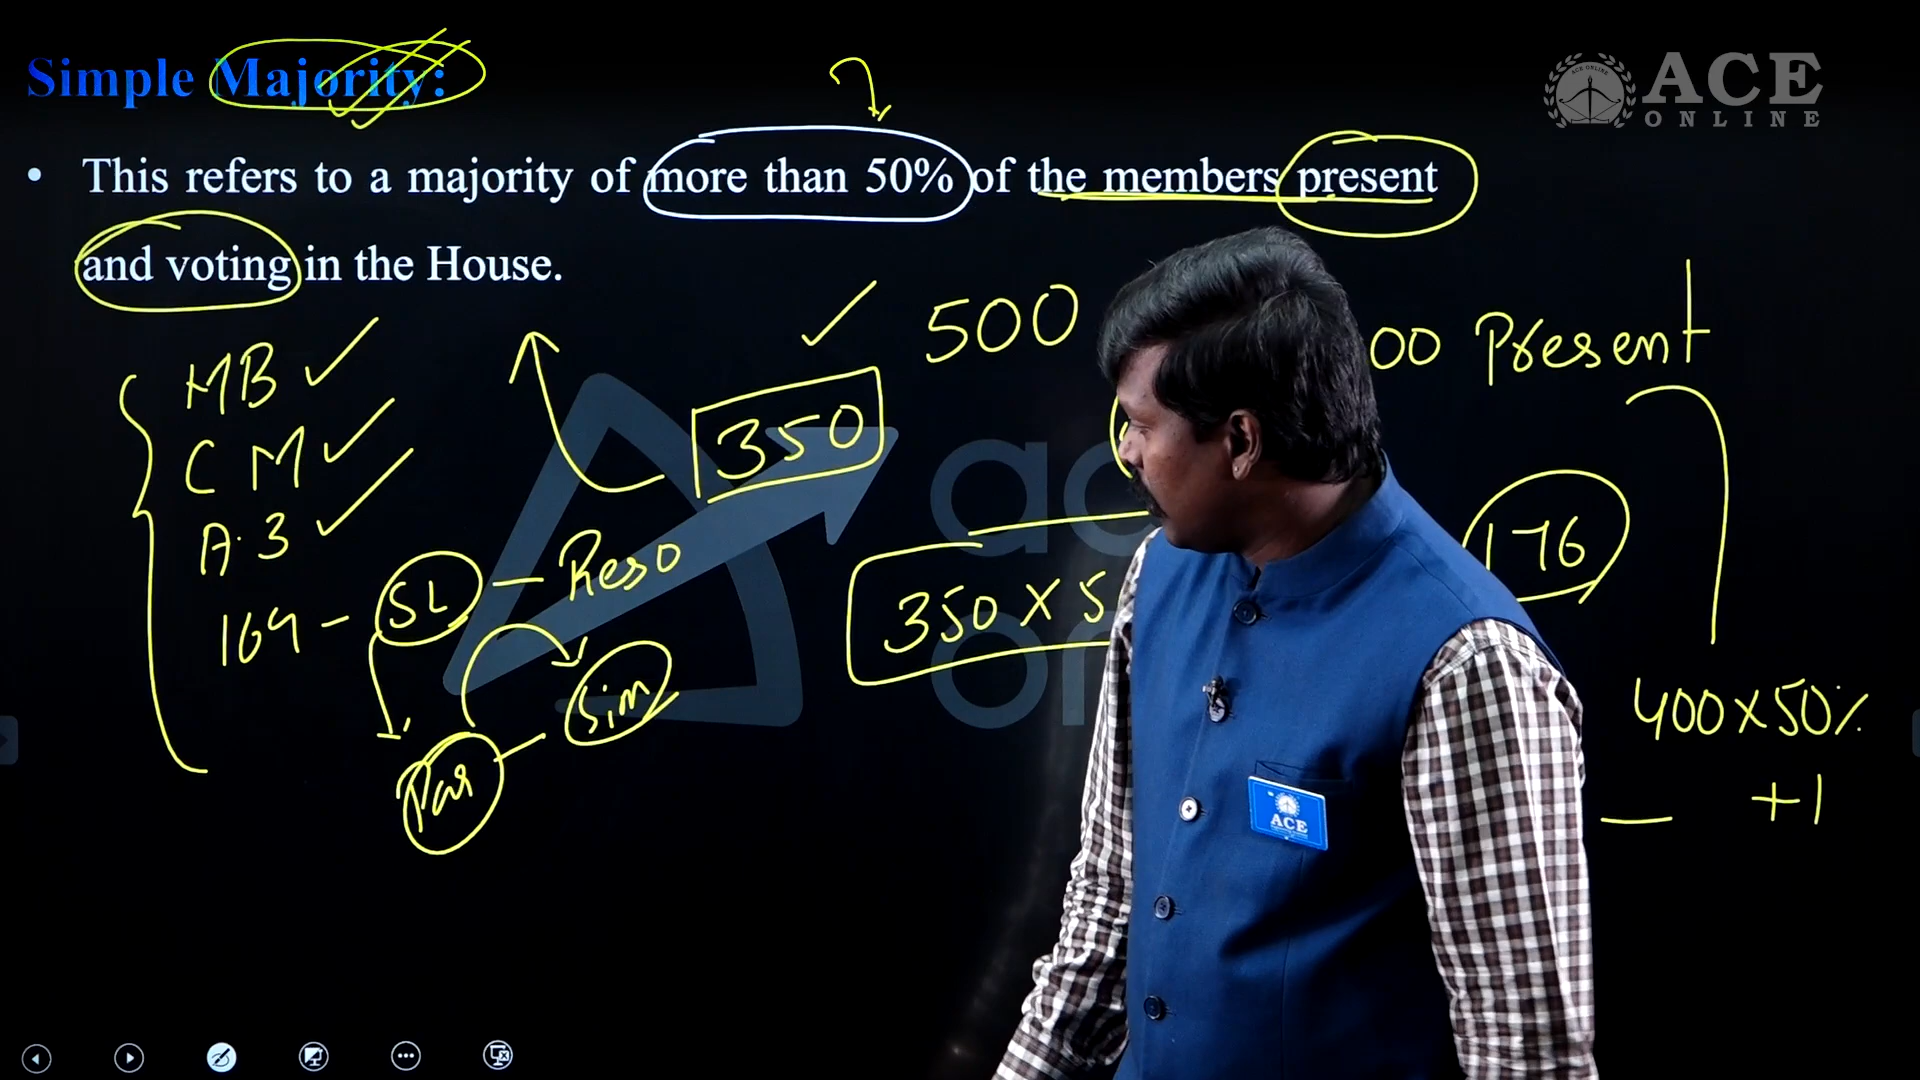 Simple Majority:
ACE
ONLINE
• This refers to a majority of more than 50% of the members present
and voting in the House.
500
00 Present
MB
350
CM
A.3
176
SL - Reso
350 X 5
169 -
Sim
400 X 50%
Par
+1
ACE